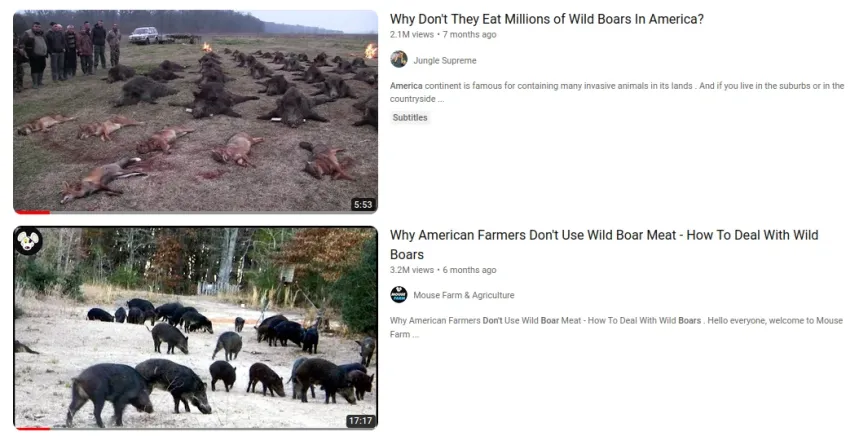 Why Don't They Eat Millions of Wild Boars In America?
2.1M views • 7 months ago
Jungle Supreme
America continent is famous for containing many invasive animals in its lands . And if you live in the suburbs or in the
countryside ...
Subtitles
5:53
Why American Farmers Don't Use Wild Boar Meat - How To Deal With Wild
Boars
3.2M views • 6 months ago
Mouse Farm & Agriculture
Why American Farmers Don't Use Wild Boar Meat - How To Deal With Wild Boars . Hello everyone, welcome to Mouse
Farm ...
17:17